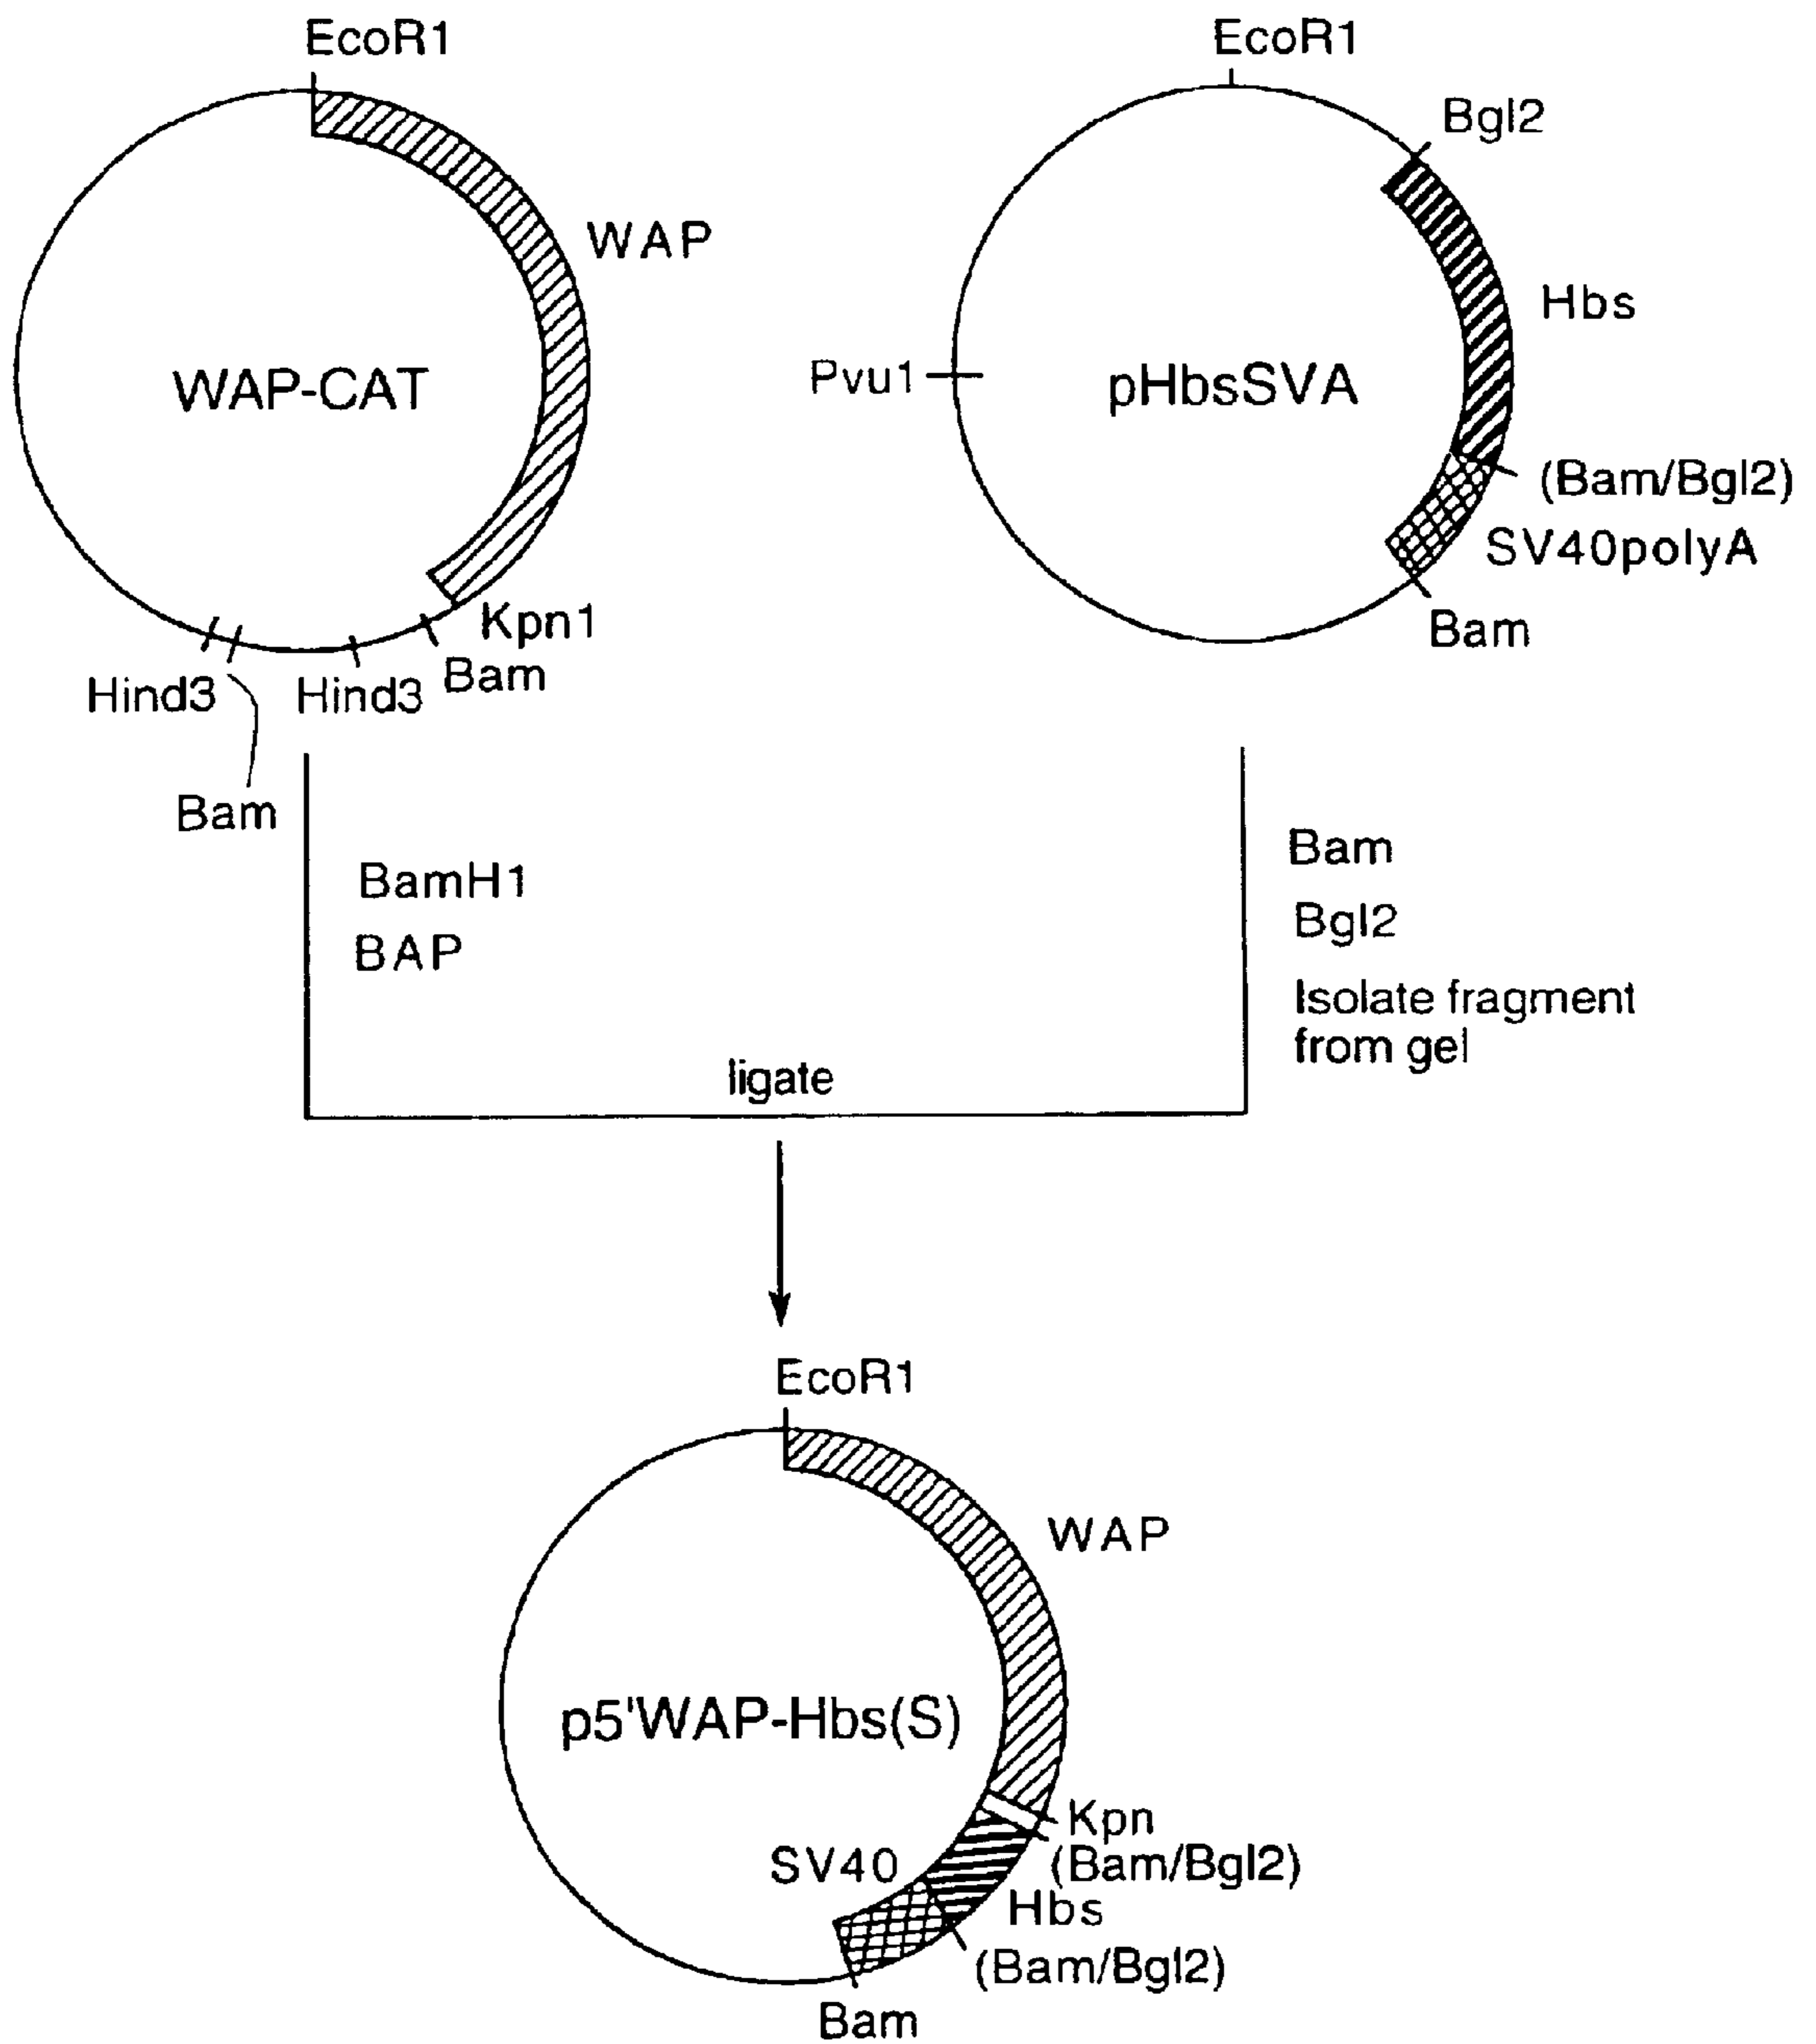 EcoR1
WAP
WAP-CAT
Kpn1
Bam
Hind3
Hind3
Bam
EcoR1
Bgl2
Hbs
Pvu1
pHbsSVA
(Bam/Bgl2)
SV40polyA
Bam
BamH1
BAP
Bam
Bgl2
Isolate fragment
from gel
ligate
EcoR1
WAP
p5'WAP-Hbs(S)
Kpn
(Bam/Bgl2)
SV40
Hbs
(Bam/Bgl2)
Bam